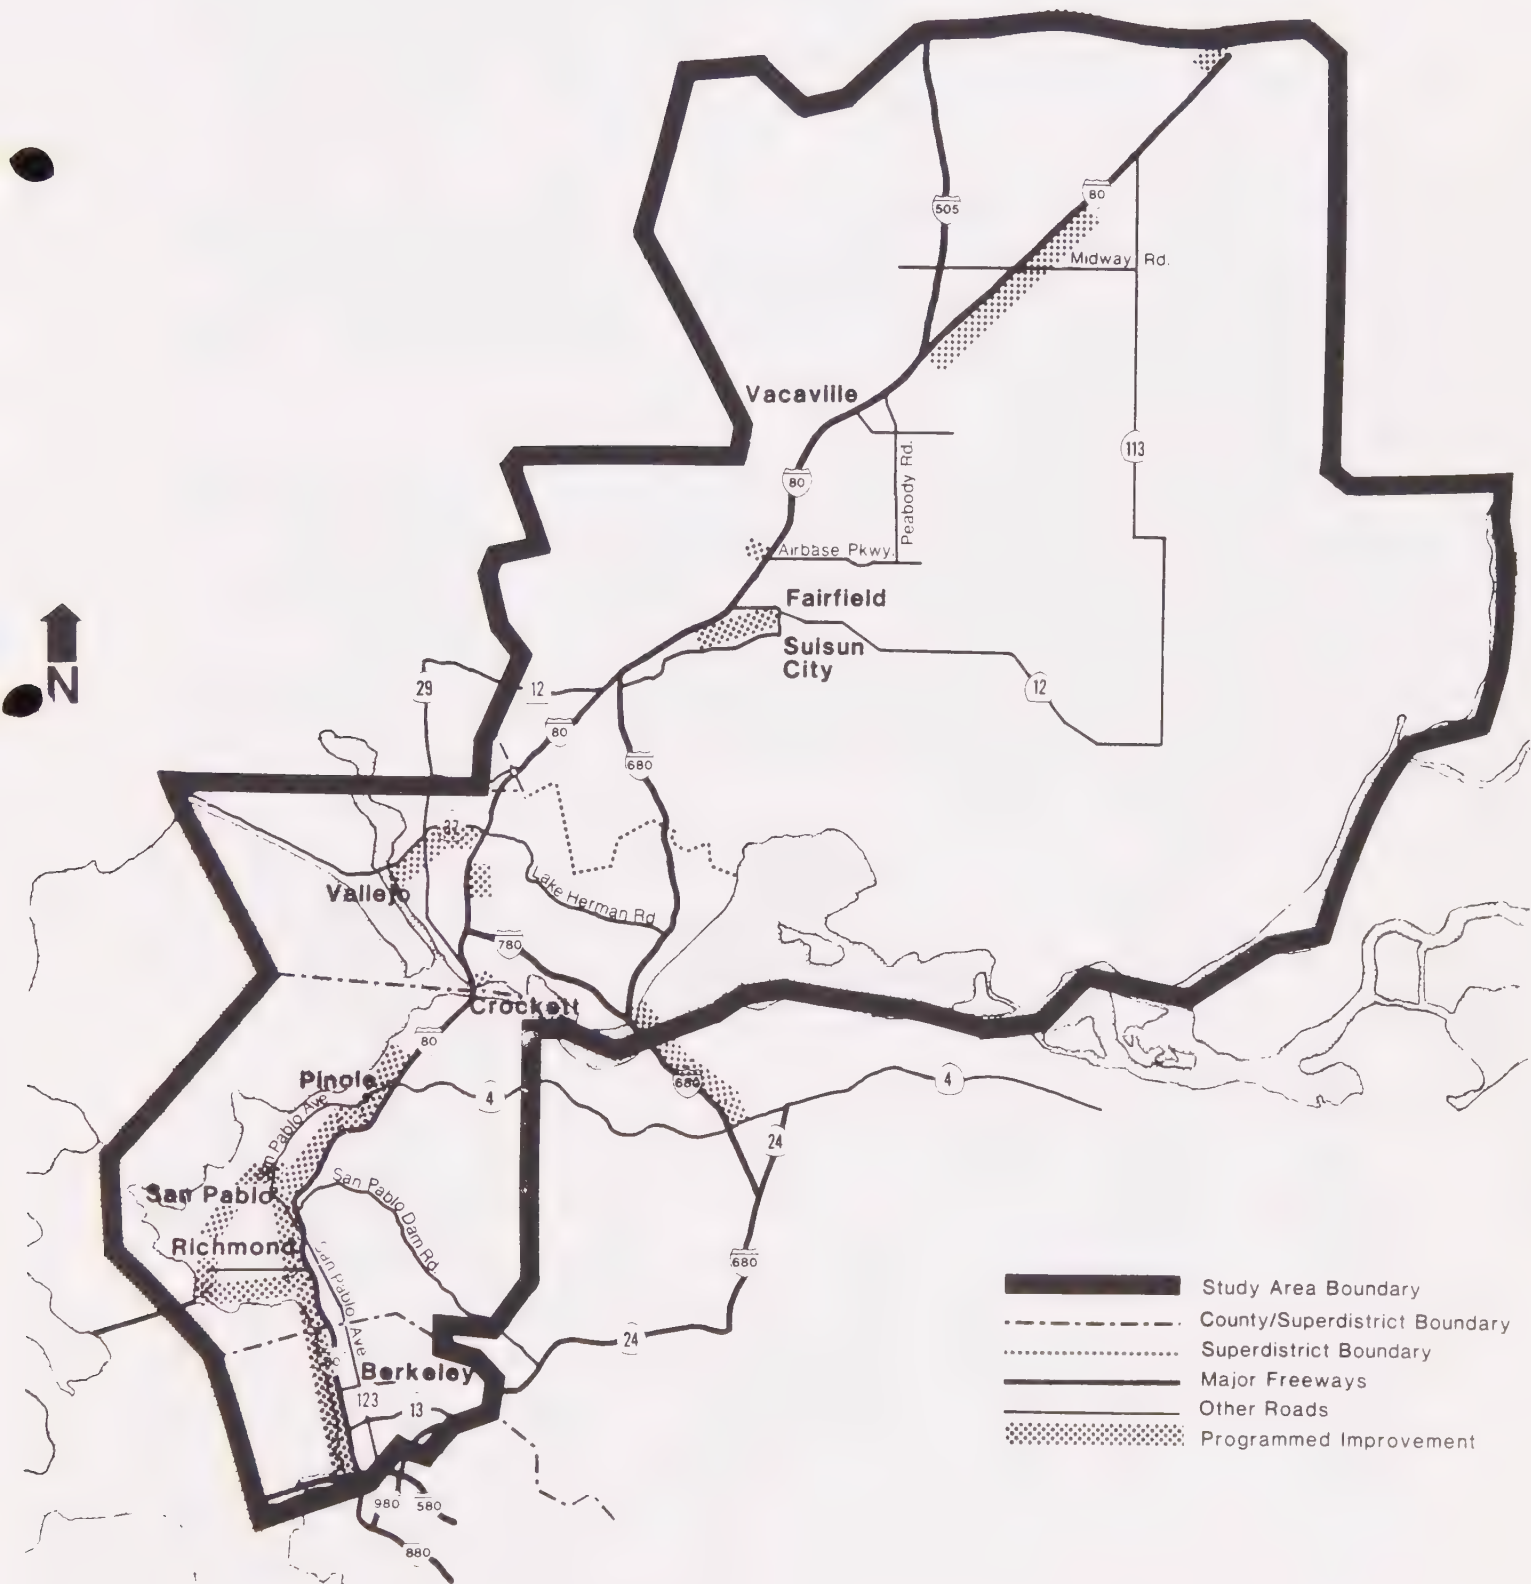 80
505
Midway Rd.
Vacaville
113
80
Peabody Rd.
Airbase Pkwy.
Fairfield
Suisun
City
N
29
12
12
80
680
37
Vallejo
Lake Herman Rd
780
Crockett
80
Pinole
680
4
4
San Pablo Ave
24
San Pablo
San Pablo Dam Rd.
Richmond
San Pablo Ave
680
24
Berkeley
123
13
980
580
880
Study Area Boundary
County/Superdistrict Boundary
Superdistrict Boundary
Major Freeways
Other Roads
Programmed Improvement